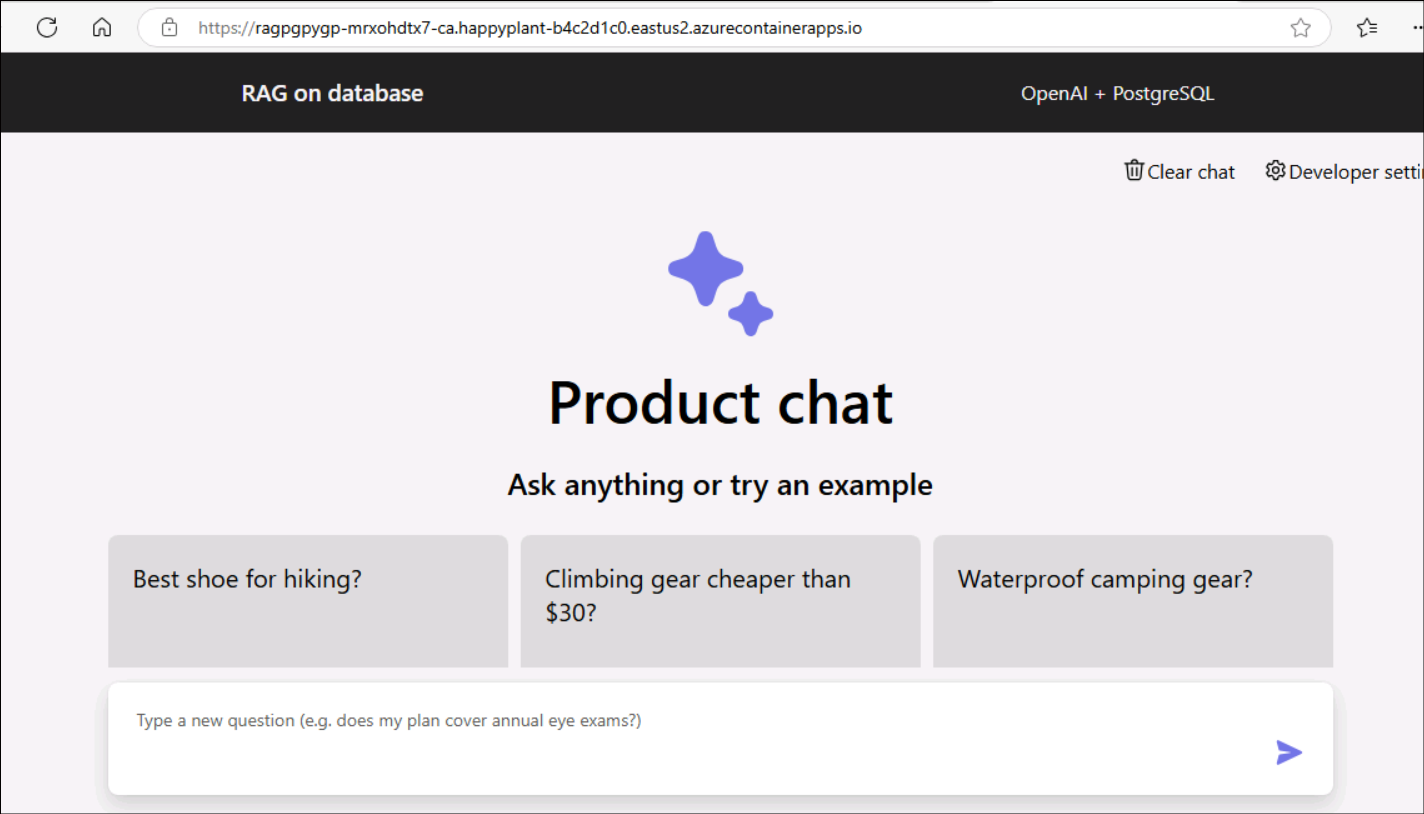 https://ragpgpygp-mrxohdtx7-ca.happyplant-b4c2d1c0.eastus2.azurecontainerapps.io
RAG on database
OpenAI + PostgreSQL
Clear chat
Developer setti
Product chat
Ask anything or try an example
Best shoe for hiking?
Climbing gear cheaper than
$30?
Waterproof camping gear?
Type a new question (e.g. does my plan cover annual eye exams?)